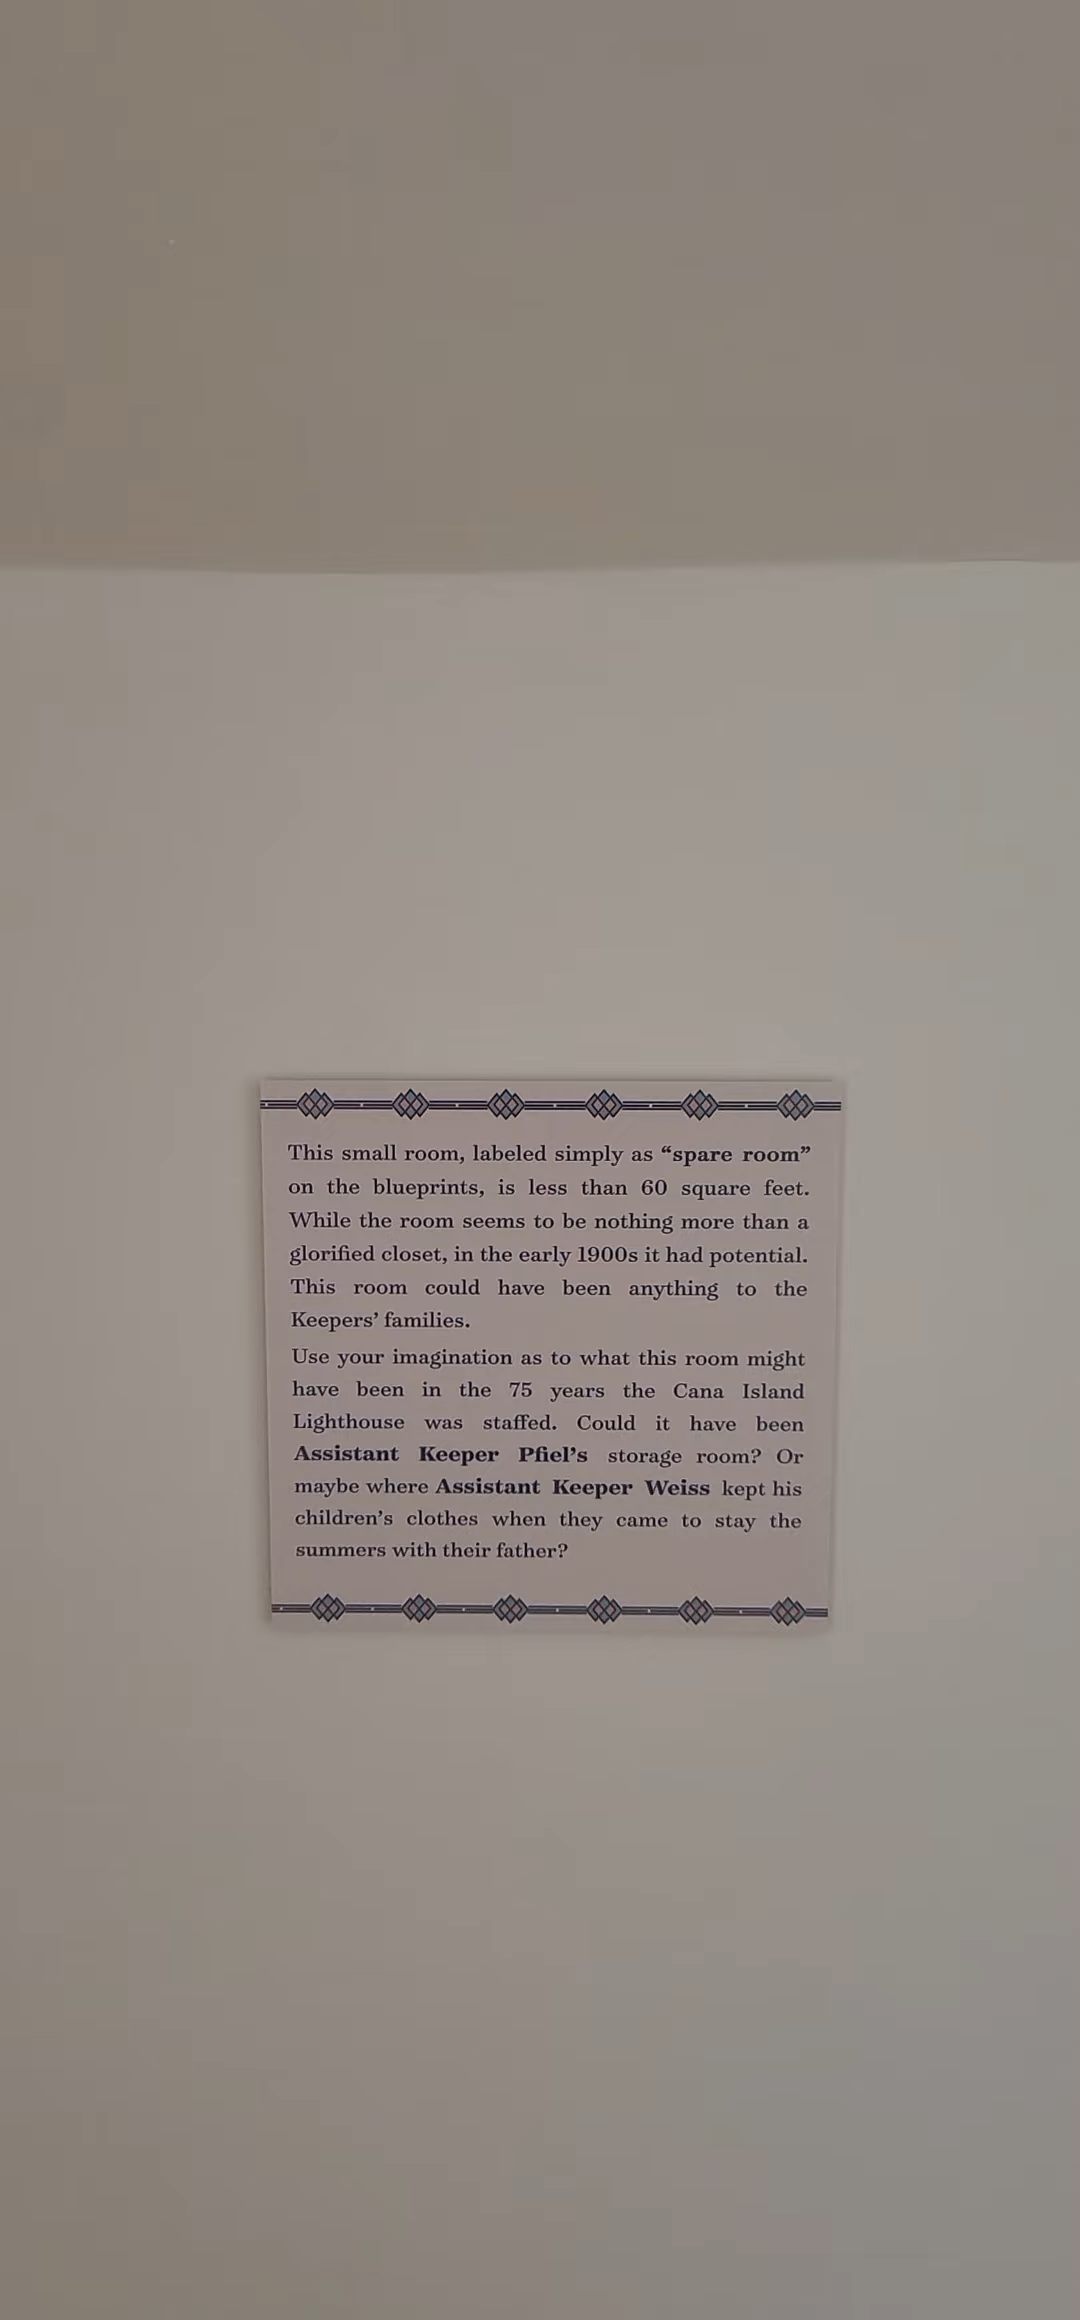 This small room, labeled simply as “spare room”
on the blueprints, is less than 60 square feet.
While the room seems to be nothing more than a
glorified closet, in the early 1900s it had potential.
This room could have been anything to the
Keepers’ families.
Use your imagination as to what this room might
have been in the 75 years the Cana Island
Lighthouse was staffed. Could it have been
Assistant Keeper Pfiel’s storage room? Or
maybe where Assistant Keeper Weiss kept his
children’s clothes when they came to stay the
summers with their father?